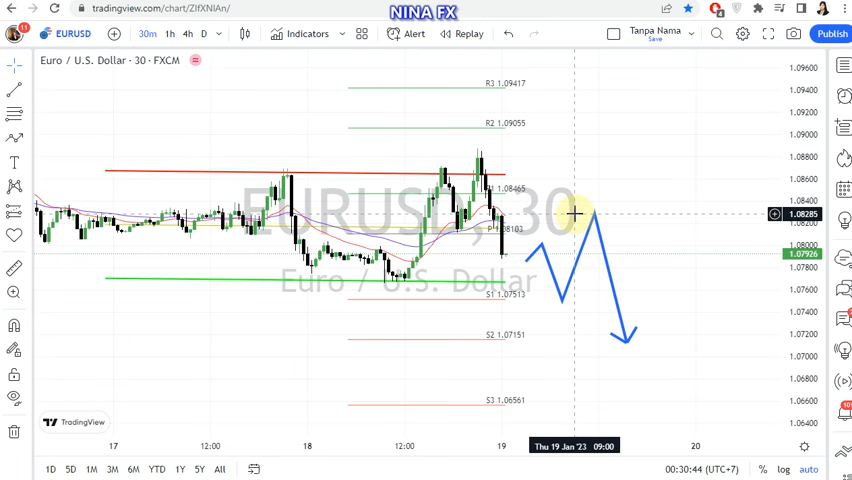 NINA FX
tradingview.com/chart/ZIfXNIAn/
11
EURUSD
30m
1h
4h
D
Indicators
Alert
Replay
Tanpa Nama
Save
Publish
Euro / U.S. Dollar · 30 · FXCM
EURUSD, 30
Euro / U.S. Dollar
R3 1.09417
R2 1.09055
R1 1.08465
P 1.08103
S1 1.07513
S2 1.07151
S3 1.06561
1.09600
1.09400
1.09200
1.09000
1.08800
1.08600
1.08400
1.08285
1.08200
1.08000
1.07926
1.07800
1.07600
1.07400
1.07200
1.07000
1.06800
1.06600
1.06400
TradingView
17
12:00
18
12:00
19
Thu 19 Jan '23 09:00
20
1D
5D
1M
3M
6M
YTD
1Y
5Y
All
00:30:44 (UTC+7)
%
log
auto